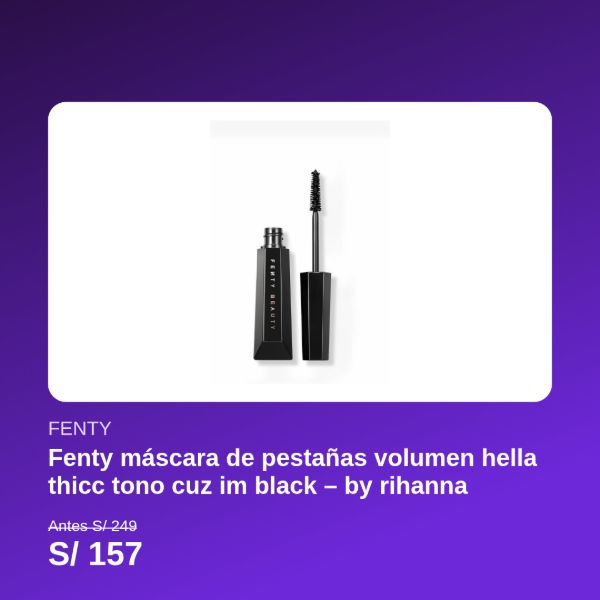 FENTY BEAUTY
FENTY
Fenty máscara de pestañas volumen hella
thicc tono cuz im black – by rihanna
Antes S/ 249
S/ 157